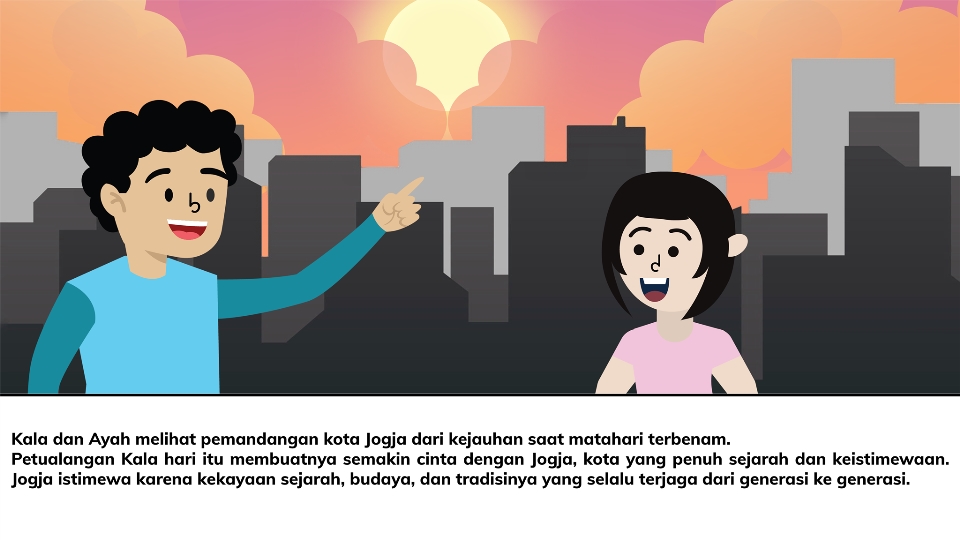 Kala dan Ayah melihat pemandangan kota Jogja dari kejauhan saat matahari terbenam.
Petualangan Kala hari itu membuatnya semakin cinta dengan Jogja, kota yang penuh sejarah dan keistimewaan.
Jogja istimewa karena kekayaan sejarah, budaya, dan tradisinya yang selalu terjaga dari generasi ke generasi.